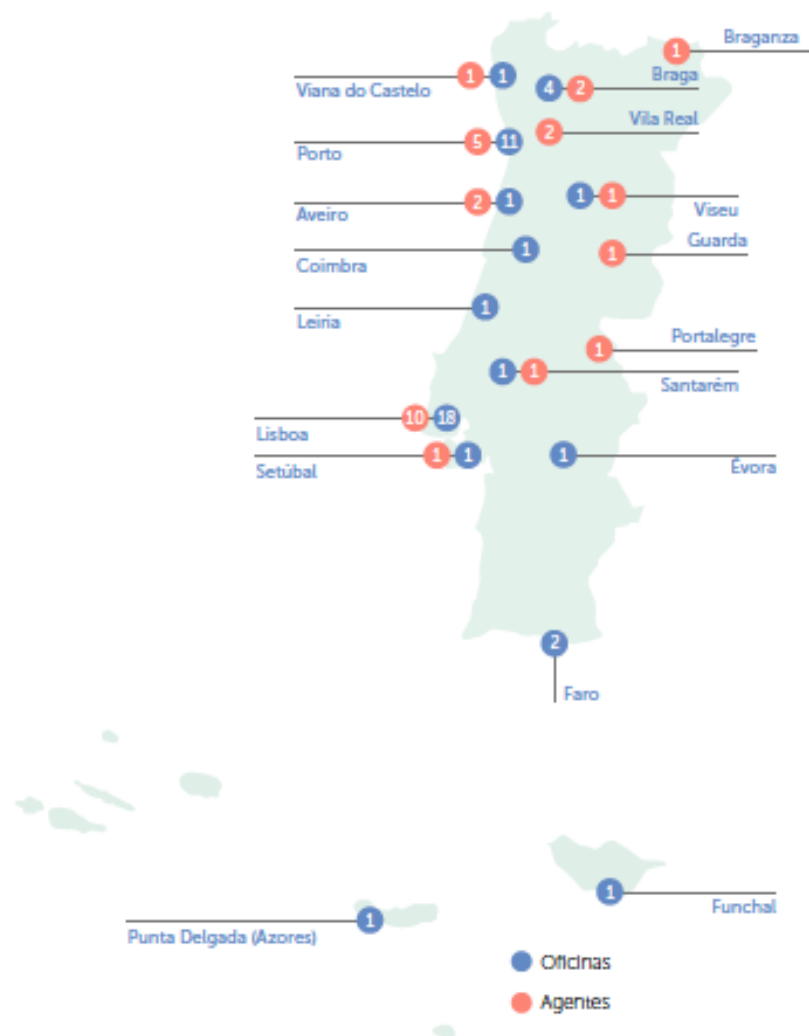 Braganza
1
1 1
Viana do Castelo
Braga
4 2
Vila Real
2
5 11
Porto
2 1
Aveiro
1 1
Viseu
Guarda
1
1
Coimbra
1
Leiria
Portalegre
1
1 1
Santarém
10 18
Lisboa
1 1
Setúbal
1
Évora
2
Faro
1
Funchal
1
Punta Delgada (Azores)
Oficinas
Agentes